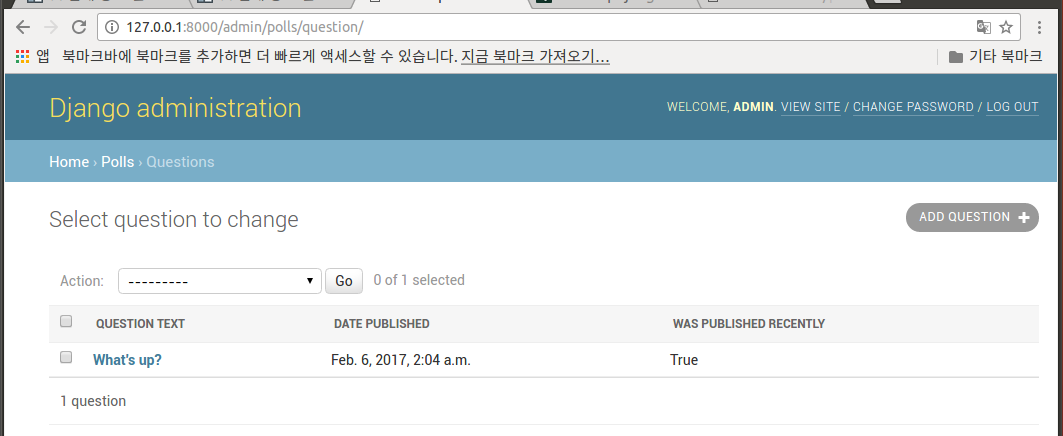 127.0.0.1:8000/admin/polls/question/
앱 북마크바에 북마크를 추가하면 더 빠르게 액세스할 수 있습니다. 지금 북마크 가져오기... 기타 북마크
Django administration
WELCOME, ADMIN. VIEW SITE / CHANGE PASSWORD / LOG OUT
Home › Polls › Questions
Select question to change
ADD QUESTION +
Action: --------- Go 0 of 1 selected
QUESTION TEXT DATE PUBLISHED WAS PUBLISHED RECENTLY
What's up? Feb. 6, 2017, 2:04 a.m. True
1 question